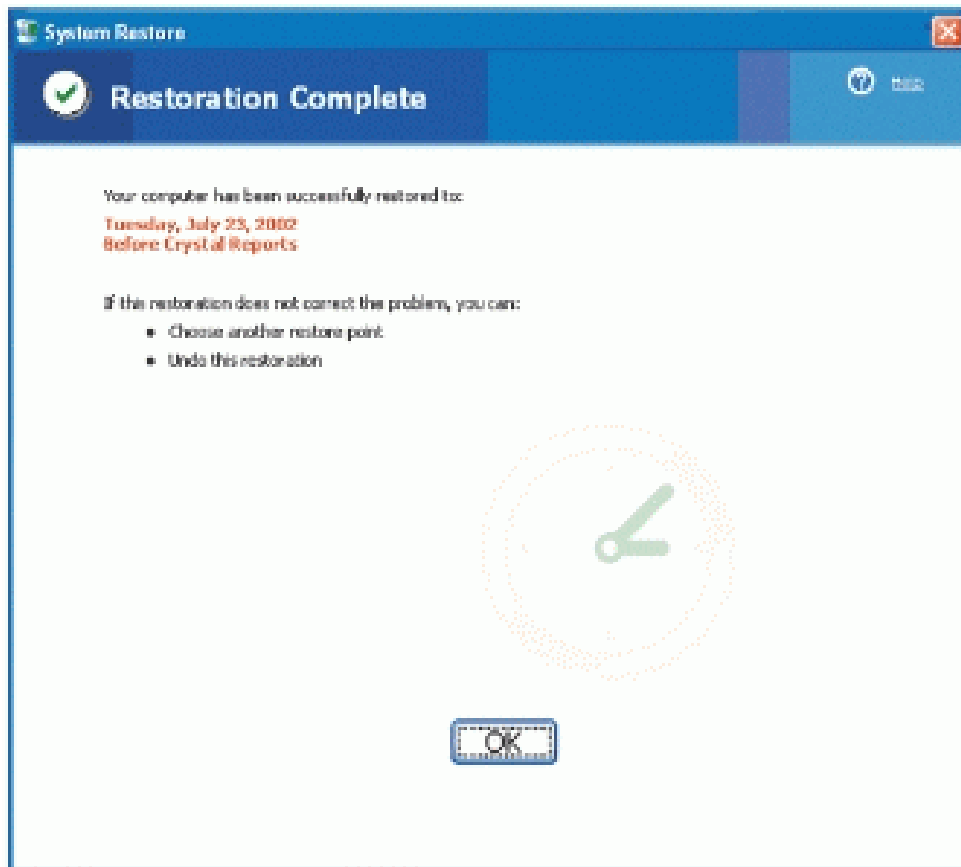 System Restore
Restoration Complete
Help
Your computer has been successfully restored to:
Tuesday, July 23, 2002
Before Crystal Reports
If this restoration does not correct the problem, you can:
• Choose another restore point
• Undo this restoration
OK